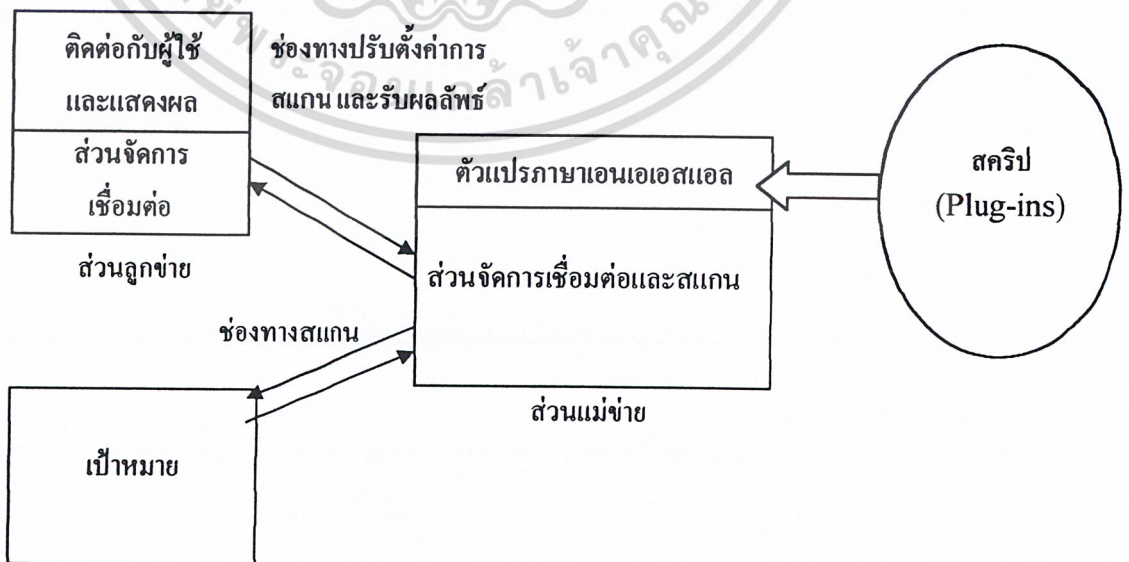 ติดต่อกับผู้ใช้
และแสดงผล
ส่วนจัดการ
เชื่อมต่อ
ส่วนลูกข่าย
ช่องทางปรับตั้งค่าการ
สแกน และรับผลลัพธ์
ตัวแปรภาษาเอนเอเอสแอล
ส่วนจัดการเชื่อมต่อและสแกน
ส่วนแม่ข่าย
สคริป
(Plug-ins)
ช่องทางสแกน
เป้าหมาย